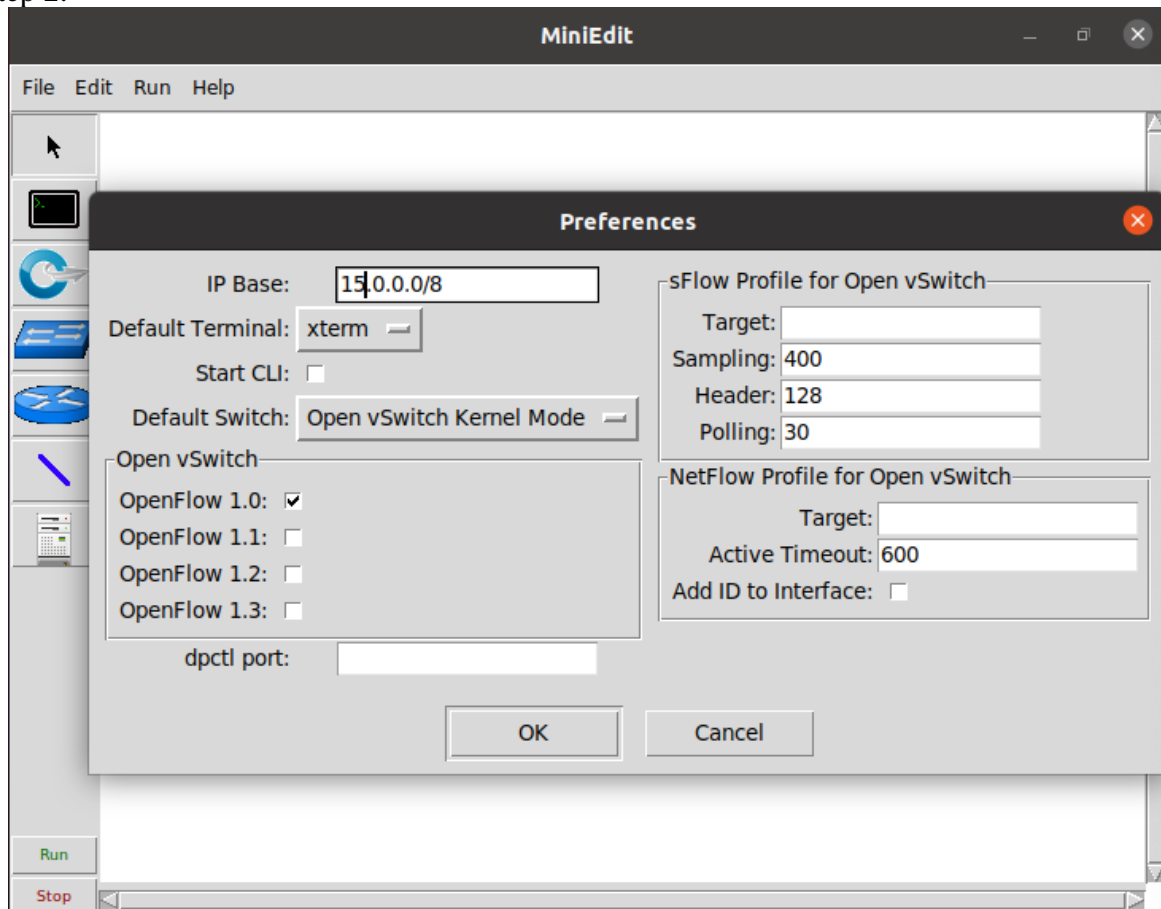 MiniEdit
File Edit Run Help
Preferences
IP Base: 15.0.0.0/8
Default Terminal: xterm
Start CLI:
Default Switch: Open vSwitch Kernel Mode
Open vSwitch
OpenFlow 1.0:
OpenFlow 1.1:
OpenFlow 1.2:
OpenFlow 1.3:
dpctl port:
sFlow Profile for Open vSwitch
Target:
Sampling: 400
Header: 128
Polling: 30
NetFlow Profile for Open vSwitch
Target:
Active Timeout: 600
Add ID to Interface:
OK Cancel
Run
Stop